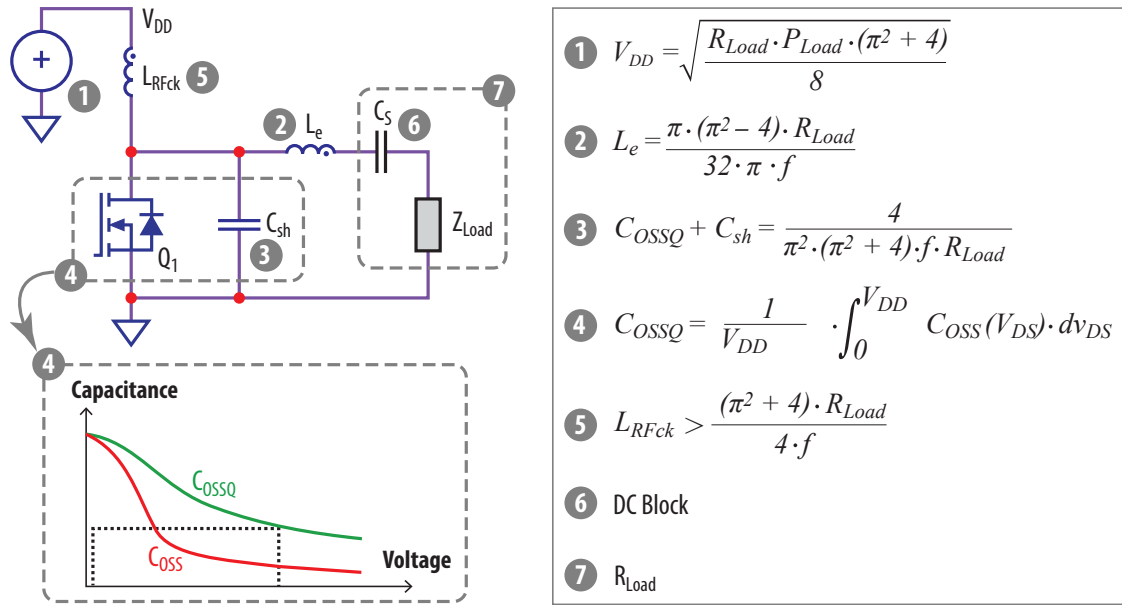 V_DD
+
L_RFck 5
1
7
2 L_e
C_S
6
C_sh
3
Q_1
Z_Load
4
4
Capacitance
C_OSSQ
C_OSS
Voltage
1 V_DD = √(R_Load · P_Load · (π² + 4) / 8)
2 L_e = π · (π² – 4) · R_Load / 32 · π · f
3 C_OSSQ + C_sh = 4 / π² · (π² + 4) · f · R_Load
4 C_OSSQ = 1 / V_DD · ∫_0^V_DD C_OSS (V_DS) · dv_DS
5 L_RFck > (π² + 4) · R_Load / 4 · f
6 DC Block
7 R_Load